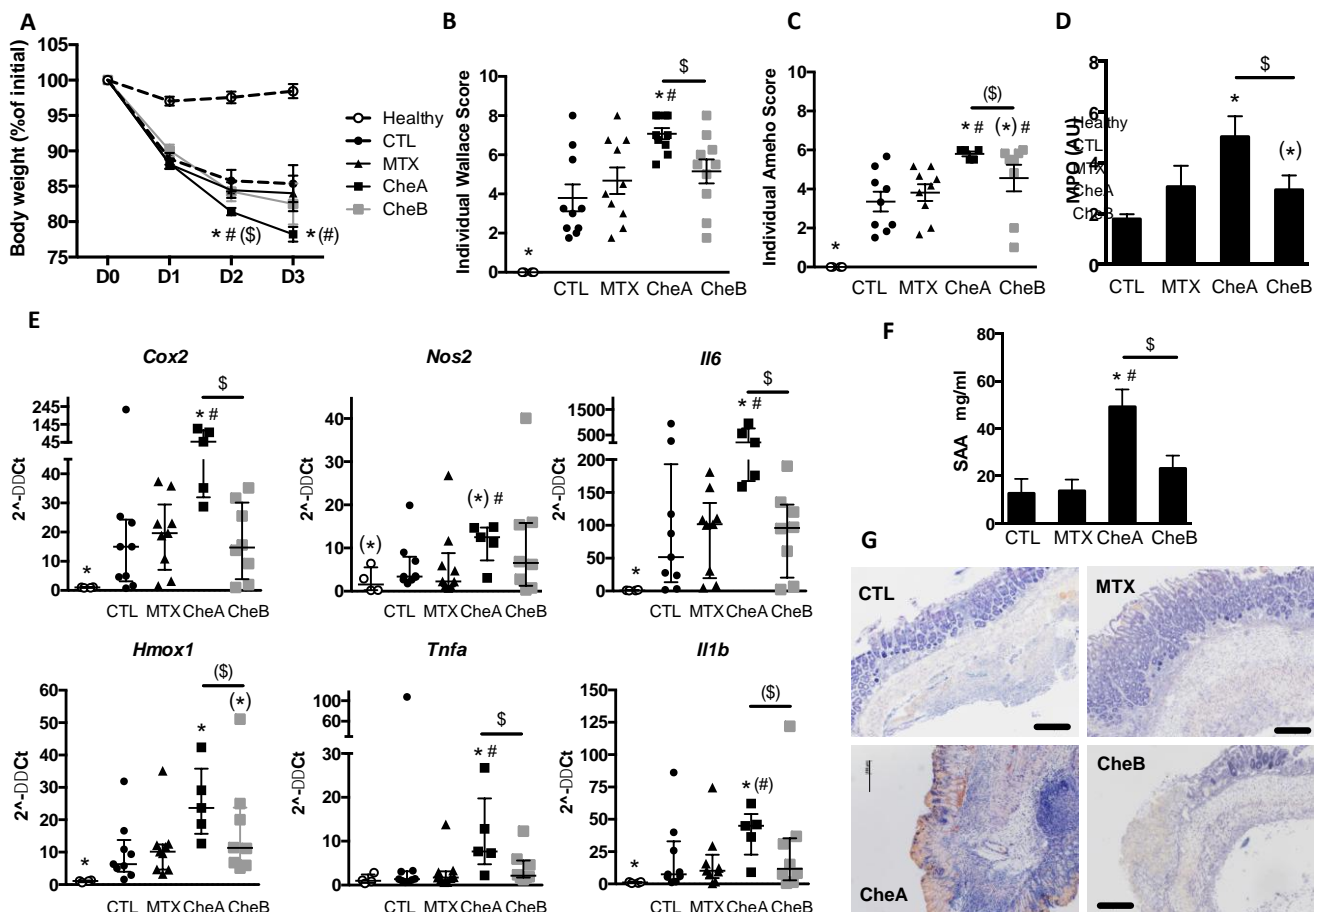 A
Body weight (%of initial)
105
100
95
90
85
80
75
D0
D1
D2
D3
* # ($)
* (#)
Healthy
CTL
MTX
CheA
CheB
B
Individual Wallace Score
10
8
6
4
2
0
*
* #
$
CTL
MTX
CheA
CheB
C
Individual Ameho Score
10
8
6
4
2
0
*
* #
($)
(*) #
CTL
MTX
CheA
CheB
D
MPO (AU)
8
6
4
2
0
Healthy
CTL
MTX
CheA
CheB
*
$
(*)
CTL
MTX
CheA
CheB
E
Cox2
2^-DDCt
245
145
45
40
30
20
10
0
*
* #
$
CTL MTX CheA CheB
Nos2
2^-DDCt
40
30
20
10
0
(*)
(*) #
CTL MTX CheA CheB
Il6
2^-DDCt
1500
500
200
150
100
50
0
*
* #
$
CTL MTX CheA CheB
Hmox1
2^-DDCt
60
50
40
30
20
10
0
*
*
($)
(*)
CTL MTX CheA CheB
Tnfa
2^-DDCt
100
60
30
20
10
0
* #
$
CTL MTX CheA CheB
Il1b
2^-DDCt
150
125
100
75
50
25
0
*
* (#)
($)
CTL MTX CheA CheB
F
SAA mg/ml
80
60
40
20
0
* #
$
CTL MTX CheA CheB
G
CTL
MTX
CheA
CheB